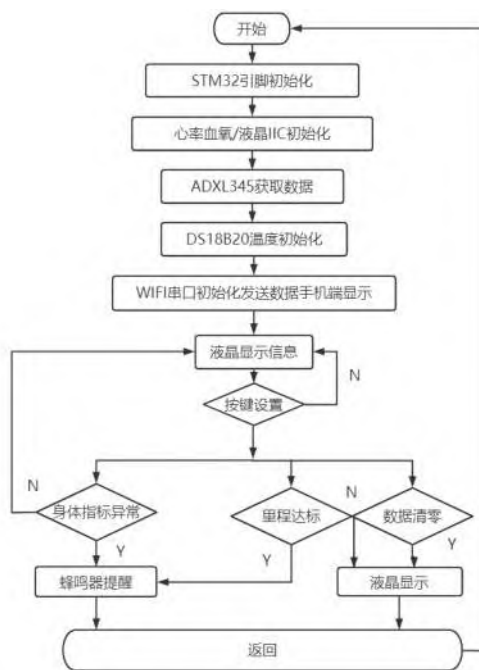 开始
STM32引脚初始化
心率血氧/液晶IIC初始化
ADXL345获取数据
DS18B20温度初始化
WIFI串口初始化发送数据手机端显示
液晶显示信息
N
按键设置
N
身体指标异常
里程达标
N
数据清零
Y
Y
Y
蜂鸣器提醒
液晶显示
返回